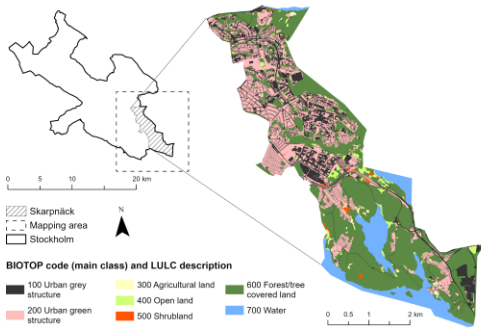 0 5 10 20 km
Skarpnäck
Mapping area
Stockholm
N
BIOTOP code (main class) and LULC description
100 Urban grey structure
200 Urban green structure
300 Agricultural land
400 Open land
500 Shrubland
600 Forest/tree covered land
700 Water
0 0.5 1 2 km